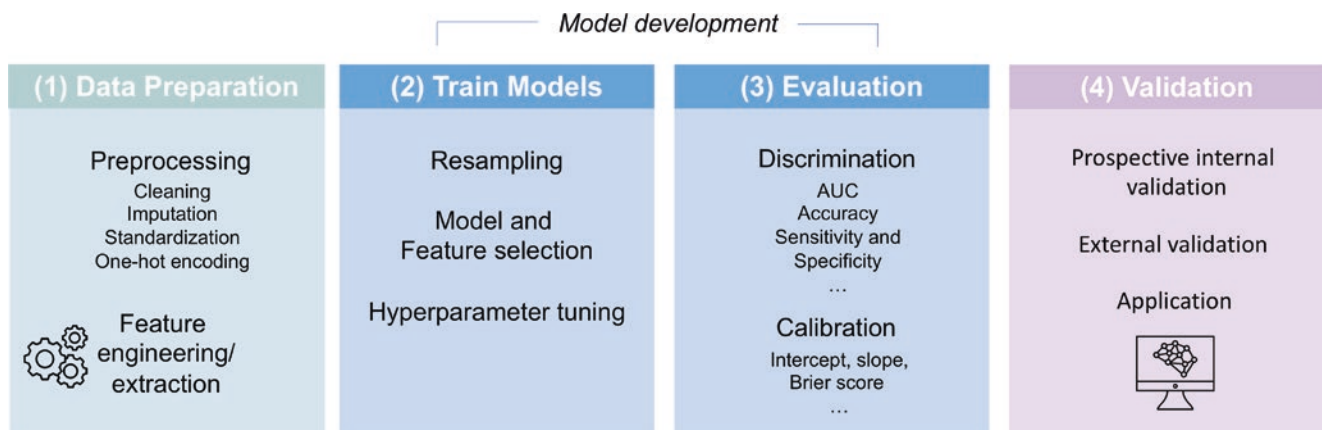 Model development
(1) Data Preparation
Preprocessing
Cleaning
Imputation
Standardization
One-hot encoding
Feature
engineering/
extraction
(2) Train Models
Resampling
Model and
Feature selection
Hyperparameter tuning
(3) Evaluation
Discrimination
AUC
Accuracy
Sensitivity and
Specificity
…
Calibration
Intercept, slope,
Brier score
…
(4) Validation
Prospective internal
validation
External validation
Application